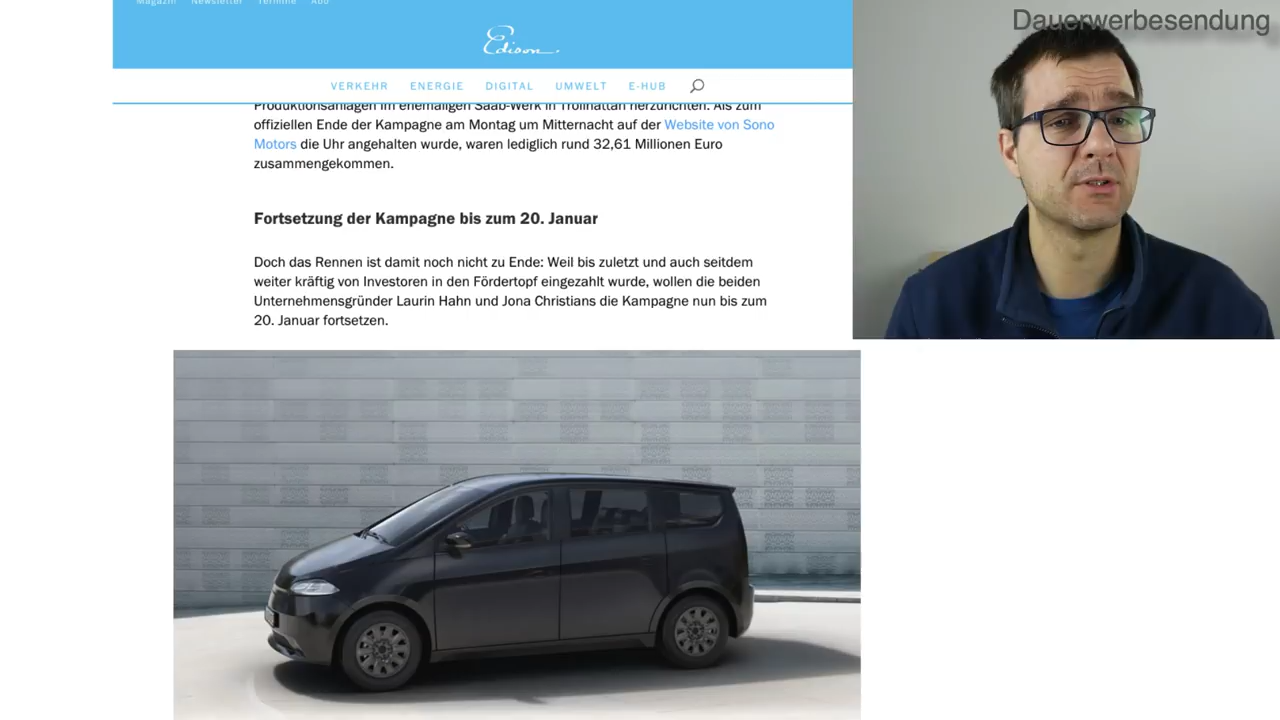 Magazin Newsletter Termine Abo
Dauerwerbesendung
Edison.
VERKEHR ENERGIE DIGITAL UMWELT E-HUB
Produktionsanlagen im ehemaligen Saab-Werk in Trollhättan herzurichten. Als zum
offiziellen Ende der Kampagne am Montag um Mitternacht auf der Website von Sono
Motors die Uhr angehalten wurde, waren lediglich rund 32,61 Millionen Euro
zusammengekommen.
Fortsetzung der Kampagne bis zum 20. Januar
Doch das Rennen ist damit noch nicht zu Ende: Weil bis zuletzt und auch seitdem
weiter kräftig von Investoren in den Fördertopf eingezahlt wurde, wollen die beiden
Unternehmensgründer Laurin Hahn und Jona Christians die Kampagne nun bis zum
20. Januar fortsetzen.